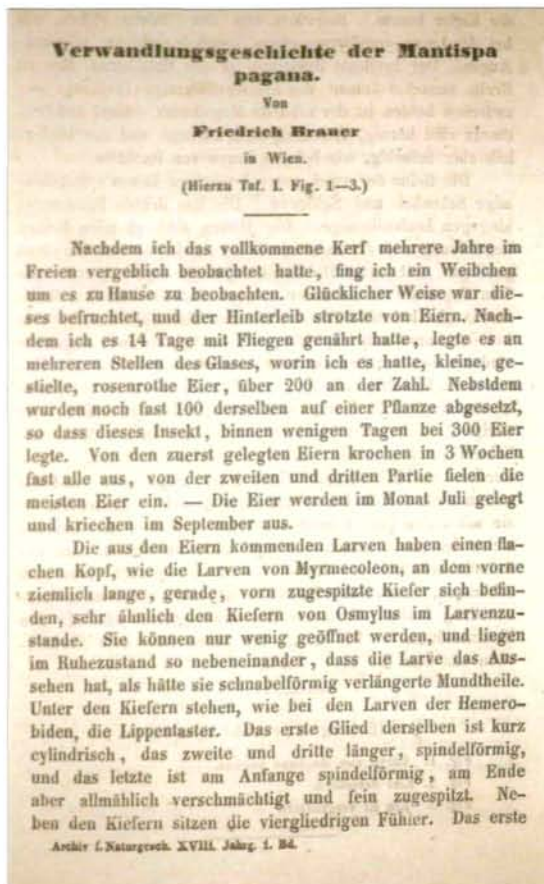 Verwandlungsgeschichte der Mantispa
pagana.
Von
Friedrich Brauer
in Wien.
(Hierzu Taf. I. Fig. 1—3.)
Nachdem ich das vollkommene Kerf mehrere Jahre im
Freien vergeblich beobachtet hatte, fing ich ein Weibchen
um es zu Hause zu beobachten. Glücklicher Weise war die-
ses befruchtet, und der Hinterleib strotzte von Eiern. Nach-
dem ich es 14 Tage mit Fliegen genährt hatte, legte es an
mehreren Stellen des Glases, worin ich es hatte, kleine, ge-
stielte, rosenrothe Eier, über 200 an der Zahl. Nebstdem
wurden noch fast 100 derselben auf einer Pflanze abgesetzt,
so dass dieses Insekt, binnen wenigen Tagen bei 300 Eier
legte. Von den zuerst gelegten Eiern krochen in 3 Wochen
fast alle aus, von der zweiten und dritten Partie fielen die
meisten Eier ein. — Die Eier werden im Monat Juli gelegt
und kriechen im September aus.
Die aus den Eiern kommenden Larven haben einen fla-
chen Kopf, wie die Larven von Myrmecoleon, an dem vorne
ziemlich lange, gerade, vorn zugespitzte Kiefer sich befin-
den, sehr ähnlich den Kiefern von Osmylus im Larvenzu-
stande. Sie können nur wenig geöffnet werden, und liegen
im Ruhezustand so nebeneinander, dass die Larve das Aus-
sehen hat, als hätte sie schnabelförmig verlängerte Mundtheile.
Unter den Kiefern stehen, wie bei den Larven der Hemero-
biden, die Lippentaster. Das erste Glied derselben ist kurz
cylindrisch, das zweite und dritte länger, spindelförmig,
und das letzte ist am Anfange spindelförmig, am Ende
aber allmählich verschmächtigt und fein zugespitzt. Ne-
ben den Kiefern sitzen die viergliedrigen Fühler. Das erste
Archiv f. Naturgesch. XVIII. Jahrg. 1. Bd.